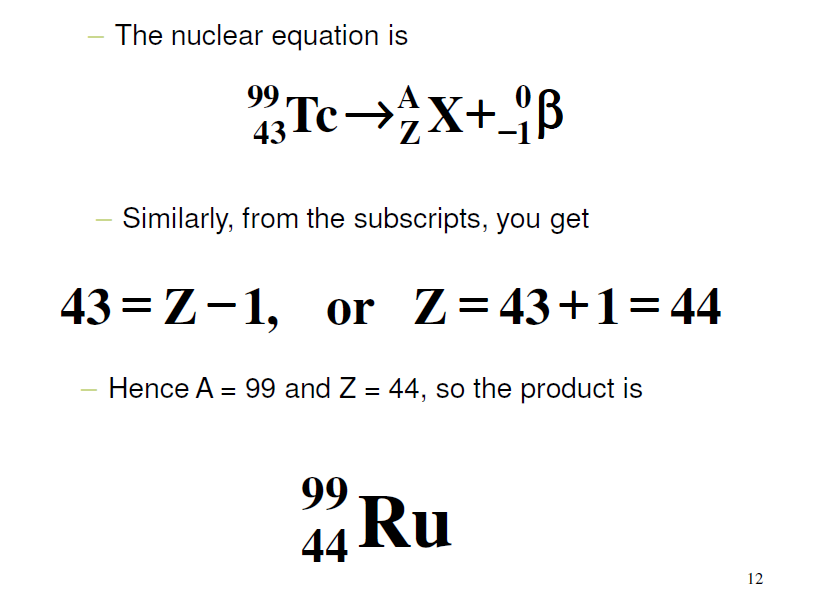 – The nuclear equation is
⁹⁹₄₃Tc→ᴬ_ZX+⁰₋₁β
– Similarly, from the subscripts, you get
43=Z−1, or Z=43+1=44
– Hence A = 99 and Z = 44, so the product is
⁹⁹₄₄Ru
12